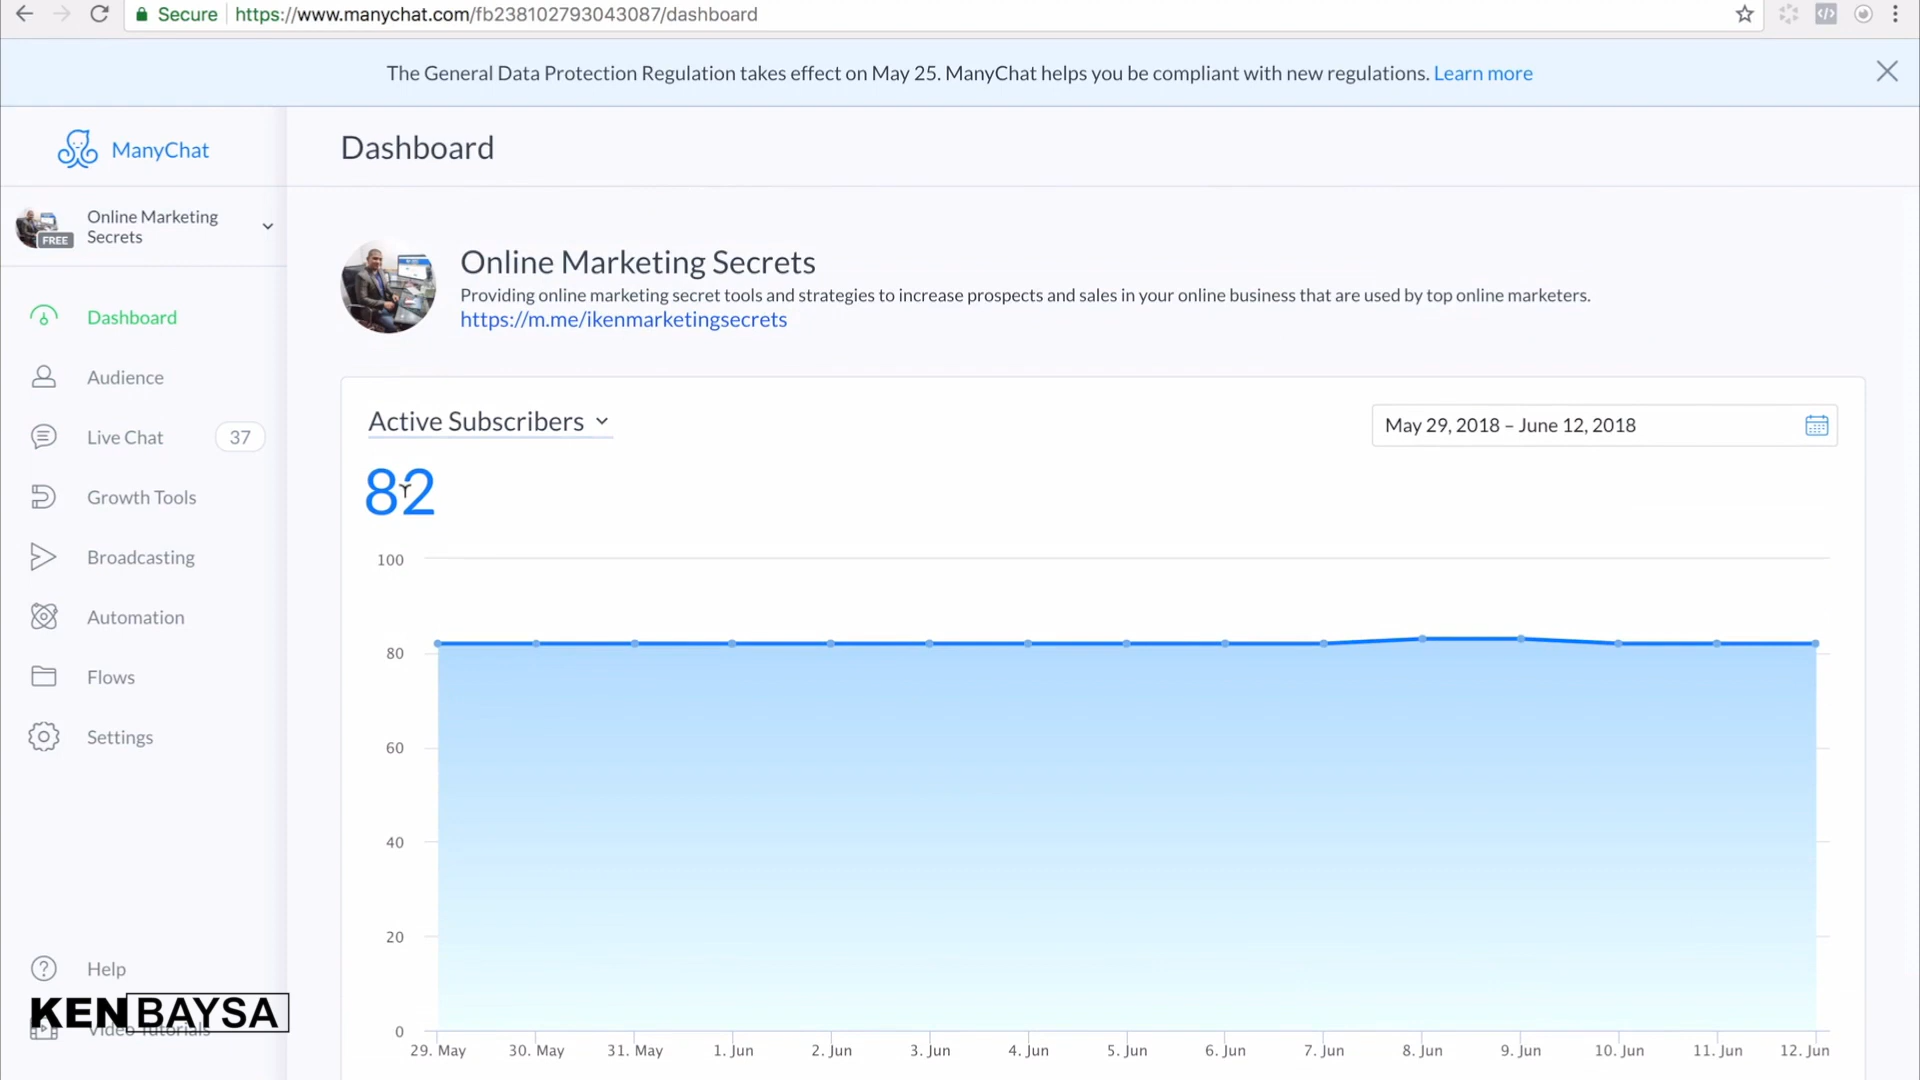 Secure https://www.manychat.com/fb238102793043087/dashboard
The General Data Protection Regulation takes effect on May 25. ManyChat helps you be compliant with new regulations. Learn more
ManyChat
Dashboard
Online Marketing
Secrets
FREE
Online Marketing Secrets
Providing online marketing secret tools and strategies to increase prospects and sales in your online business that are used by top online marketers.
https://m.me/ikenmarketingsecrets
Dashboard
Audience
Live Chat 37
Growth Tools
Broadcasting
Automation
Flows
Settings
Help
Video Tutorials
KENBAYSA
Active Subscribers
May 29, 2018 – June 12, 2018
82
100
80
60
40
20
0
29. May 30. May 31. May 1. Jun 2. Jun 3. Jun 4. Jun 5. Jun 6. Jun 7. Jun 8. Jun 9. Jun 10. Jun 11. Jun 12. Jun